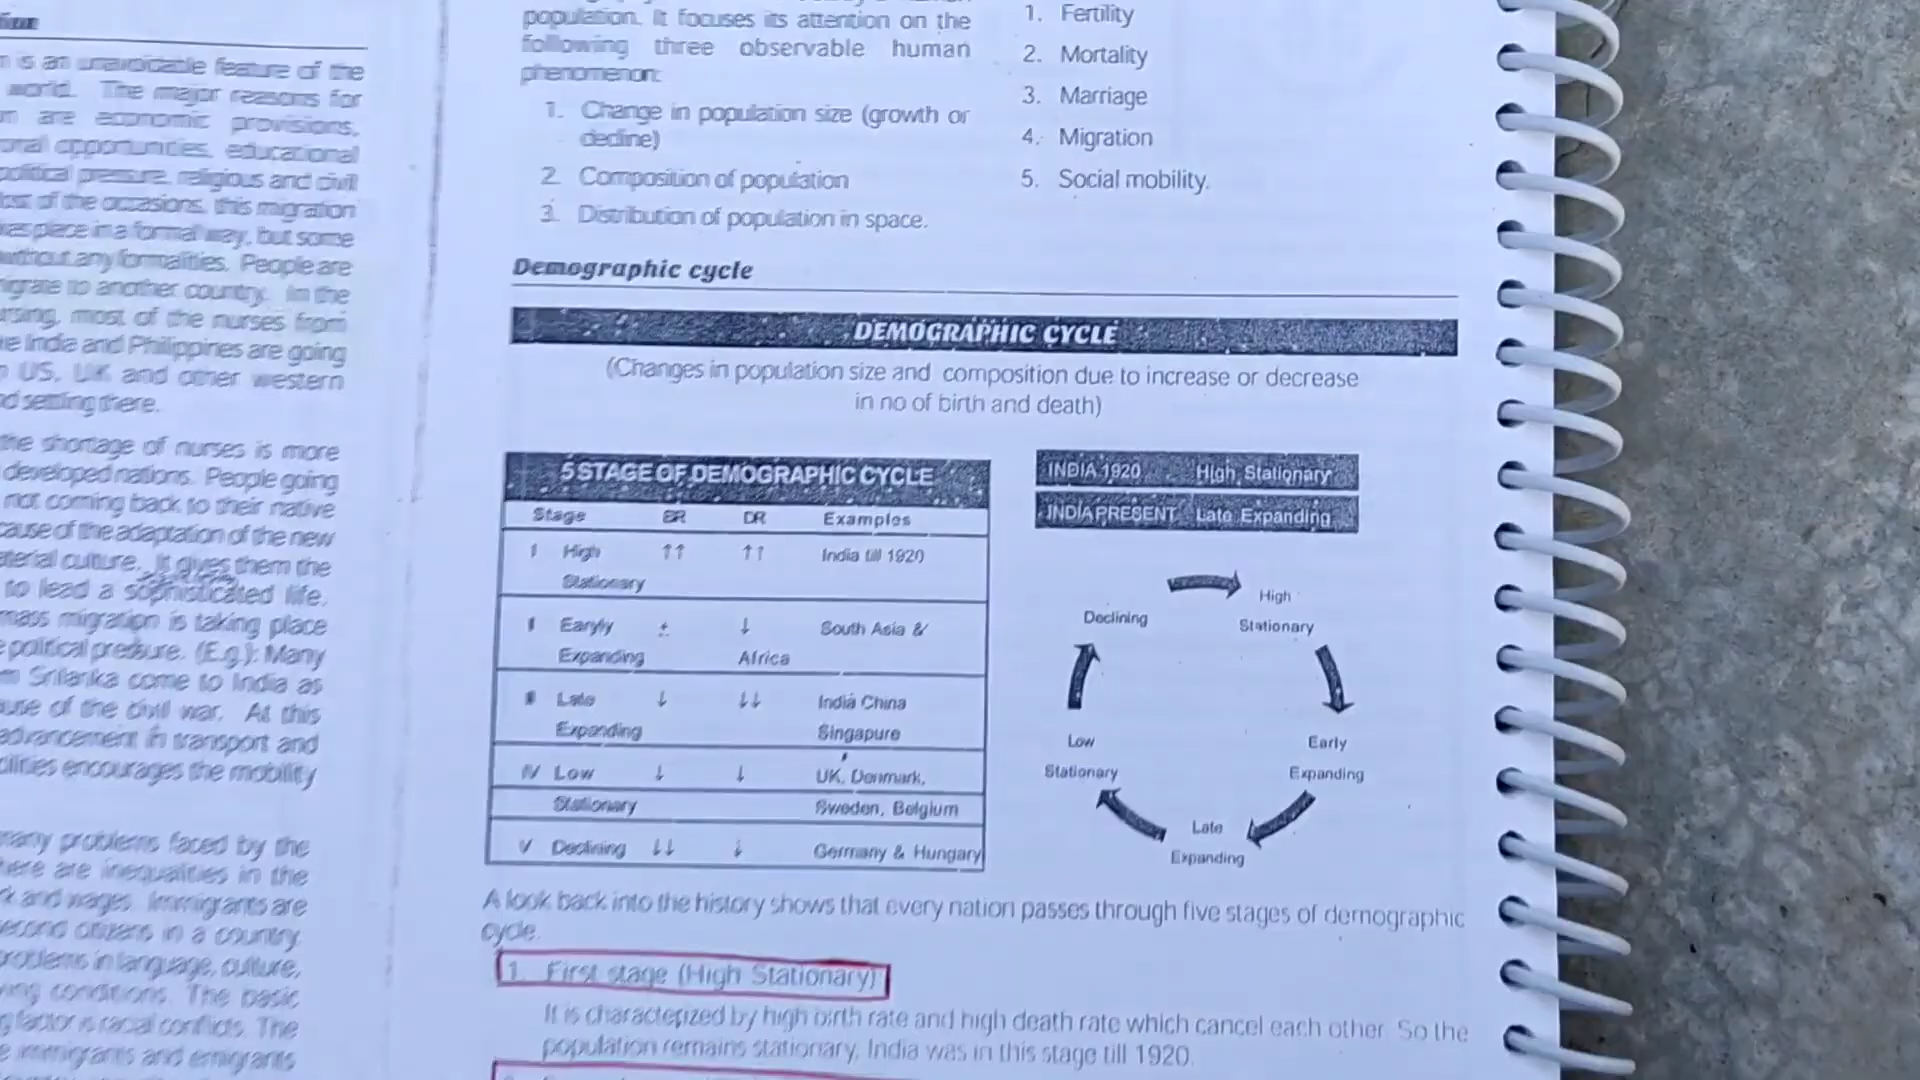 is an unavoidable feature of the
world. The major reasons for
are economic provisions,
opportunities, educational
political pressure, religious and civil
of the occasions, this migration
place in a formal way, but some
without any formalities. People are
to another country. In the
most of the nurses from
India and Philippines are going
US, UK and other western
settling there.
the shortage of nurses is more
developed nations. People going
not coming back to their native
of the adaptation of the new
material culture. It gives them the
to lead a sophisticated life.
mass migration is taking place
political pressure. (E.g.): Many
Srilanka come to India as
of the civil war. At this
advancement in transport and
encourages the mobility
many problems faced by the
are inequalities in the
and wages. Immigrants are
citizens in a country.
problems in language, culture,
conditions. The basic
factor is racial conflicts. The
immigrants and emigrants
population. It focuses its attention on the
following three observable human
phenomenon:
1. Change in population size (growth or
decline)
2. Composition of population
3. Distribution of population in space.
1. Fertility
2. Mortality
3. Marriage
4. Migration
5. Social mobility.
Demographic cycle
DEMOGRAPHIC CYCLE
(Changes in population size and composition due to increase or decrease
in no of birth and death)
5 STAGE OF DEMOGRAPHIC CYCLE
Stage BR DR Examples
I High ↑↑ ↑↑ India till 1920
Stationary
Earyly ↓ South Asia &
Expanding Africa
Late ↓ ↓↓ India China
Expanding Singapure
IV Low ↓ ↓ UK, Denmark,
Stationary Sweden, Belgium
V Declining ↓↓ ↓ Germany & Hungary
INDIA 1920 High Stationary
INDIA PRESENT Late Expanding
High
Stationary
Early
Expanding
Late
Expanding
Low
Stationary
Declining
A look back into the history shows that every nation passes through five stages of demographic
cycle.
1. First stage (High Stationary)
It is characterized by high birth rate and high death rate which cancel each other. So the
population remains stationary, India was in this stage till 1920.